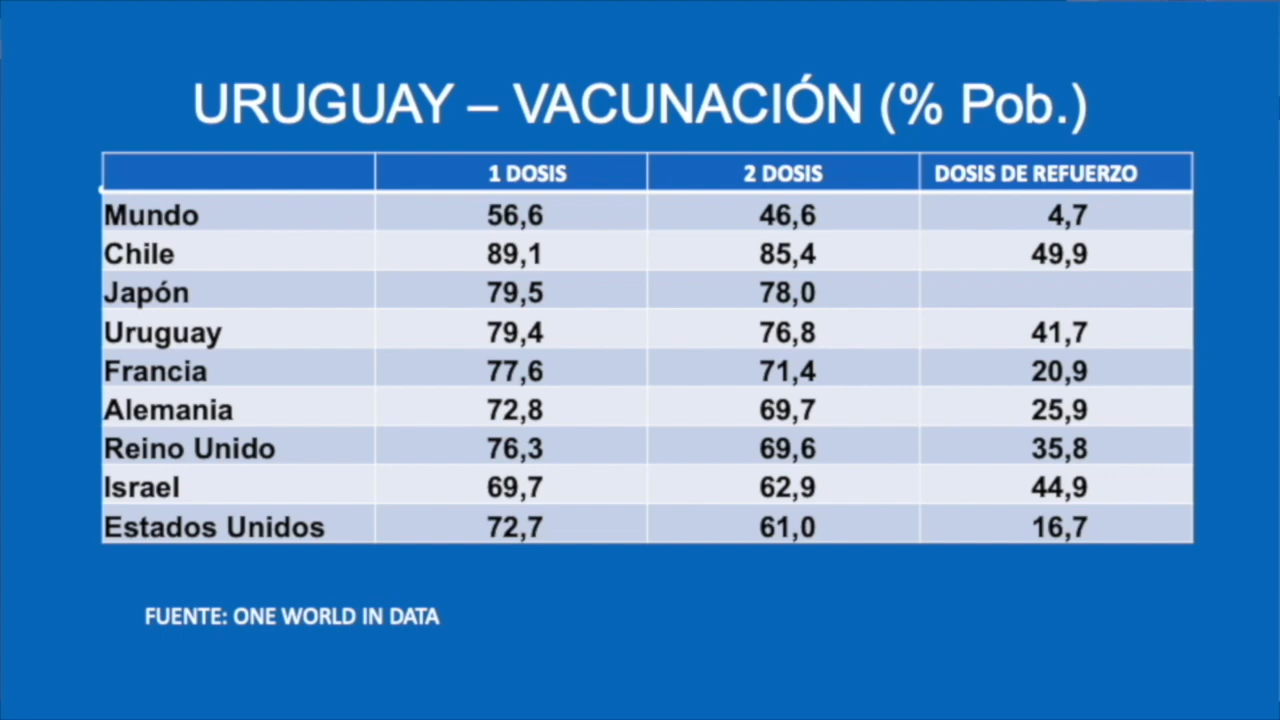 URUGUAY – VACUNACIÓN (% Pob.)
1 DOSIS 2 DOSIS DOSIS DE REFUERZO
Mundo 56,6 46,6 4,7
Chile 89,1 85,4 49,9
Japón 79,5 78,0
Uruguay 79,4 76,8 41,7
Francia 77,6 71,4 20,9
Alemania 72,8 69,7 25,9
Reino Unido 76,3 69,6 35,8
Israel 69,7 62,9 44,9
Estados Unidos 72,7 61,0 16,7
FUENTE: ONE WORLD IN DATA